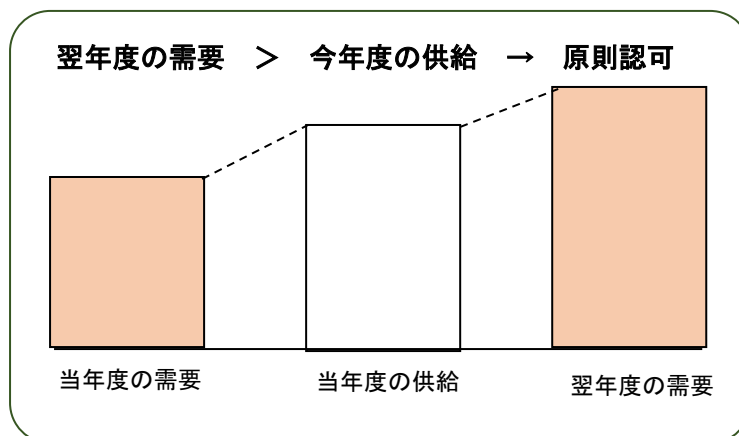 翌年度の需要 ＞ 今年度の供給 → 原則認可
当年度の需要
当年度の供給
翌年度の需要